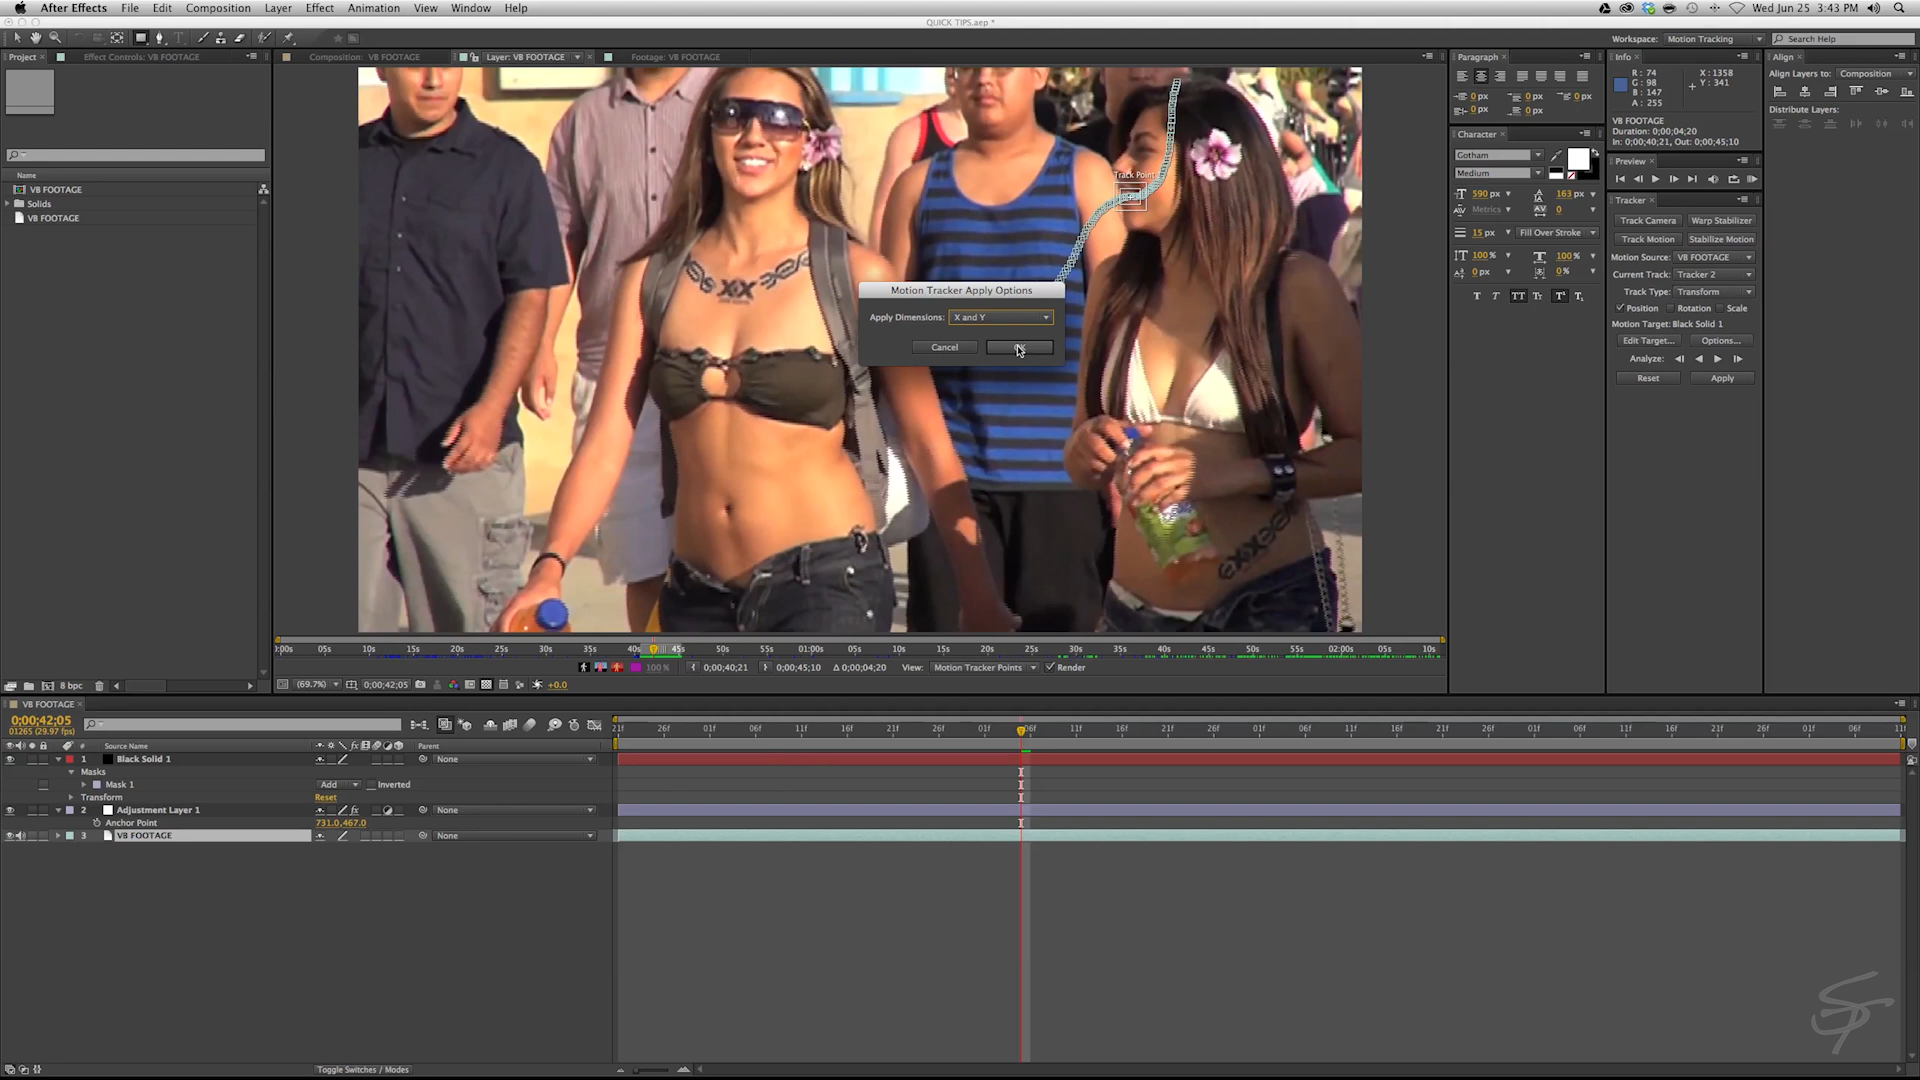 After Effects File Edit Composition Layer Effect Animation View Window Help
Wed Jun 25 3:43 PM
QUICK TIPS.aep *
Workspace: Motion Tracking
Search Help
Project
Effect Controls: VB FOOTAGE
Composition: VB FOOTAGE
Layer: VB FOOTAGE
Footage: VB FOOTAGE
Name
VB FOOTAGE
Solids
VB FOOTAGE
8 bpc
Track Point
Motion Tracker Apply Options
Apply Dimensions: X and Y
Cancel
XX
Paragraph
0 px 0 px 0 px
0 px 0 px
Character
Gotham
Medium
590 px 163 px
Metrics 0
15 px Fill Over Stroke
100% 100%
0 px 0%
T T TT Tt T T
Info
R: 74
G: 98
B: 147
A: 255
X: 1358
Y: 341
VB FOOTAGE
Duration: 0;00;04;20
In: 0;00;40;21, Out: 0;00;45;10
Preview
Tracker
Track Camera Warp Stabilizer
Track Motion Stabilize Motion
Motion Source: VB FOOTAGE
Current Track: Tracker 2
Track Type: Transform
Position Rotation Scale
Motion Target: Black Solid 1
Edit Target... Options...
Analyze:
Reset Apply
Align
Align Layers to: Composition
Distribute Layers:
):00s 05s 10s 15s 20s 25s 30s 35s 40s 45s 50s 55s 01:00s 05s 10s 15s 20s 25s 30s 35s 40s 45s 50s 55s 02:00s 05s 10s
100% 0;00;40;21 0;00;45;10 Δ 0;00;04;20 View: Motion Tracker Points Render
(69.7%) 0;00;42;05 +0.0
VB FOOTAGE
0;00;42;05
01265 (29.97 fps)
21f 26f 01f 06f 11f 16f 21f 26f 01f 06f 11f 16f 21f 26f 01f 06f 11f 16f 21f 26f 01f 06f 11f 16f 21f 26f 01f 06f 11f
# Source Name Parent
1 Black Solid 1 None
Masks
Mask 1 Add Inverted
Transform Reset
2 Adjustment Layer 1 None
Anchor Point 731.0,467.0
3 VB FOOTAGE None
Toggle Switches / Modes